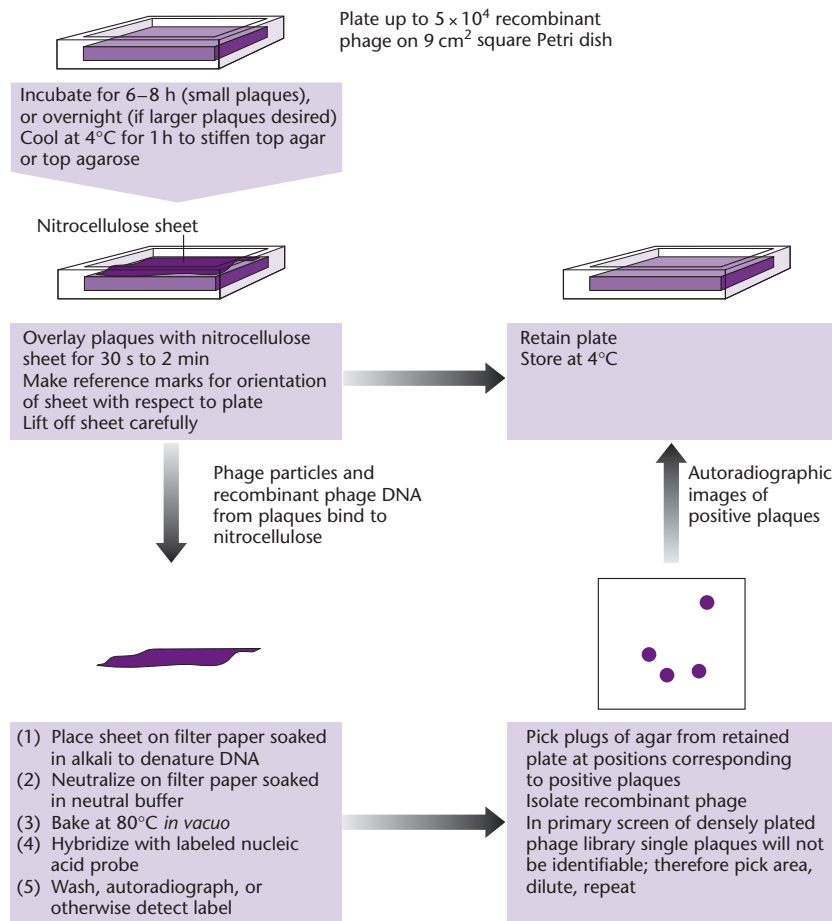 Plate up to 5 × 10⁴ recombinant
phage on 9 cm² square Petri dish
Incubate for 6–8 h (small plaques),
or overnight (if larger plaques desired)
Cool at 4°C for 1 h to stiffen top agar
or top agarose
Nitrocellulose sheet
Overlay plaques with nitrocellulose
sheet for 30 s to 2 min
Make reference marks for orientation
of sheet with respect to plate
Lift off sheet carefully
Retain plate
Store at 4°C
Phage particles and
recombinant phage DNA
from plaques bind to
nitrocellulose
Autoradiographic
images of
positive plaques
(1) Place sheet on filter paper soaked
in alkali to denature DNA
(2) Neutralize on filter paper soaked
in neutral buffer
(3) Bake at 80°C in vacuo
(4) Hybridize with labeled nucleic
acid probe
(5) Wash, autoradiograph, or
otherwise detect label
Pick plugs of agar from retained
plate at positions corresponding
to positive plaques
Isolate recombinant phage
In primary screen of densely plated
phage library single plaques will not
be identifiable; therefore pick area,
dilute, repeat